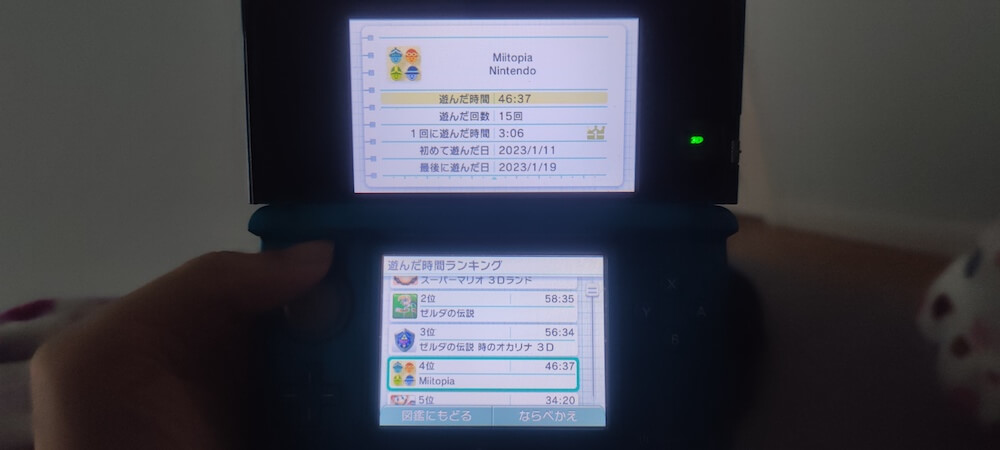 Miitopia
Nintendo
遊んだ時間 46:37
遊んだ回数 15回
1回に遊んだ時間 3:06
初めて遊んだ日 2023/1/11
最後に遊んだ日 2023/1/19
3D
遊んだ時間ランキング
スーパーマリオ 3Dランド
2位 58:35
ゼルダの伝説
3位 56:34
ゼルダの伝説 時のオカリナ 3D
4位 46:37
Miitopia
5位 34:20
図鑑にもどる ならべかえ
X
Y A
B